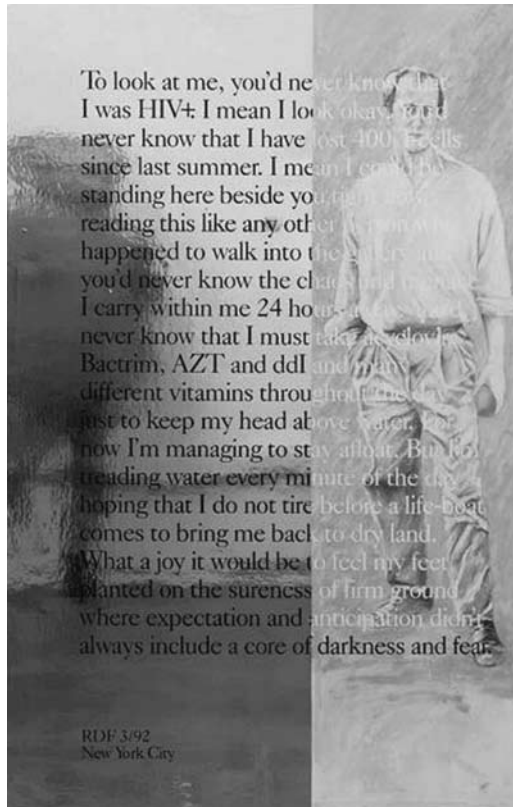 To look at me, you'd never know that
I was HIV+. I mean I look okay. You'd
never know that I have lost 400 T-cells
since last summer. I mean I could be
standing here beside you right now
reading this like any other person who
happened to walk into the gallery and
you'd never know the chaos and
I carry within me 24 hours
never know that I must take acyclovir,
Bactrim, AZT and ddI and many
different vitamins throughout the day
just to keep my head above water. For
now I'm managing to stay afloat. But I'm
treading water every minute of the day
hoping that I do not tire before a life-boat
comes to bring me back to dry land.
What a joy it would be to feel my feet
planted on the sureness of firm ground
where expectation and anticipation didn't
always include a core of darkness and fear.
RDF 3/92
New York City